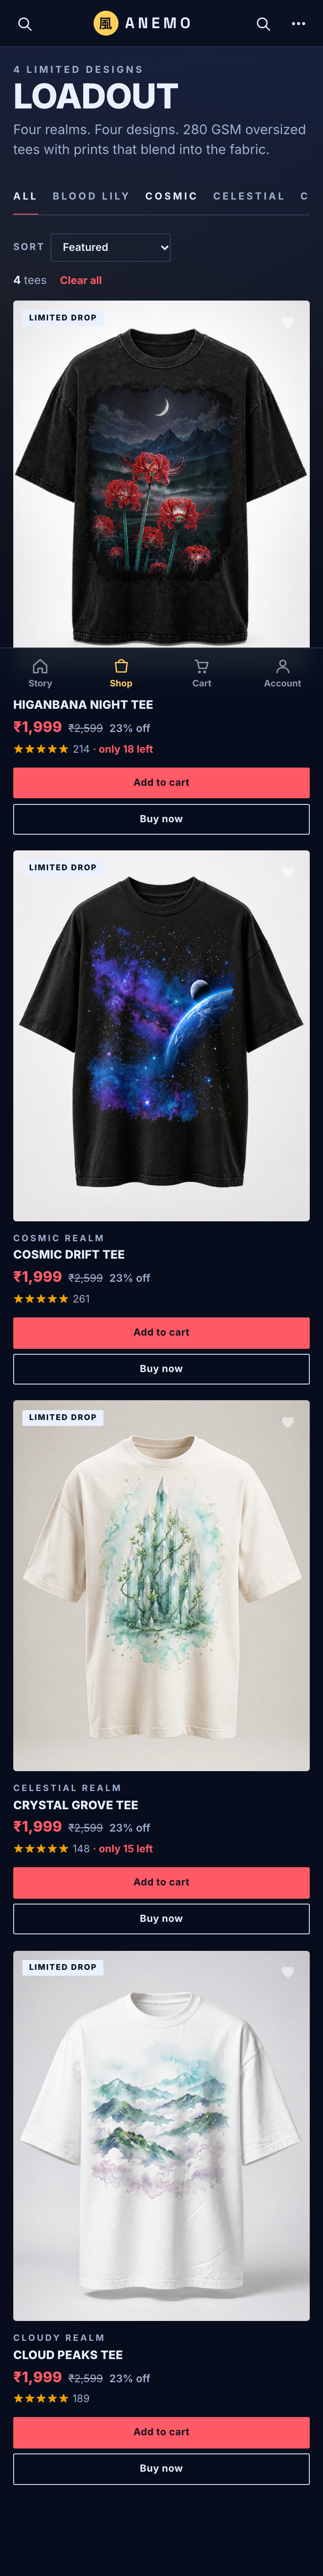 風 ANEMO
4 LIMITED DESIGNS
LOADOUT
Four realms. Four designs. 280 GSM oversized
tees with prints that blend into the fabric.
ALL BLOOD LILY COSMIC CELESTIAL C
SORT Featured
4 tees Clear all
LIMITED DROP
Story Shop Cart Account
HIGANBANA NIGHT TEE
₹1,999 ₹2,599 23% off
★★★★★ 214 · only 18 left
Add to cart
Buy now
LIMITED DROP
COSMIC REALM
COSMIC DRIFT TEE
₹1,999 ₹2,599 23% off
★★★★★ 261
Add to cart
Buy now
LIMITED DROP
CELESTIAL REALM
CRYSTAL GROVE TEE
₹1,999 ₹2,599 23% off
★★★★★ 148 · only 15 left
Add to cart
Buy now
LIMITED DROP
CLOUDY REALM
CLOUD PEAKS TEE
₹1,999 ₹2,599 23% off
★★★★★ 189
Add to cart
Buy now